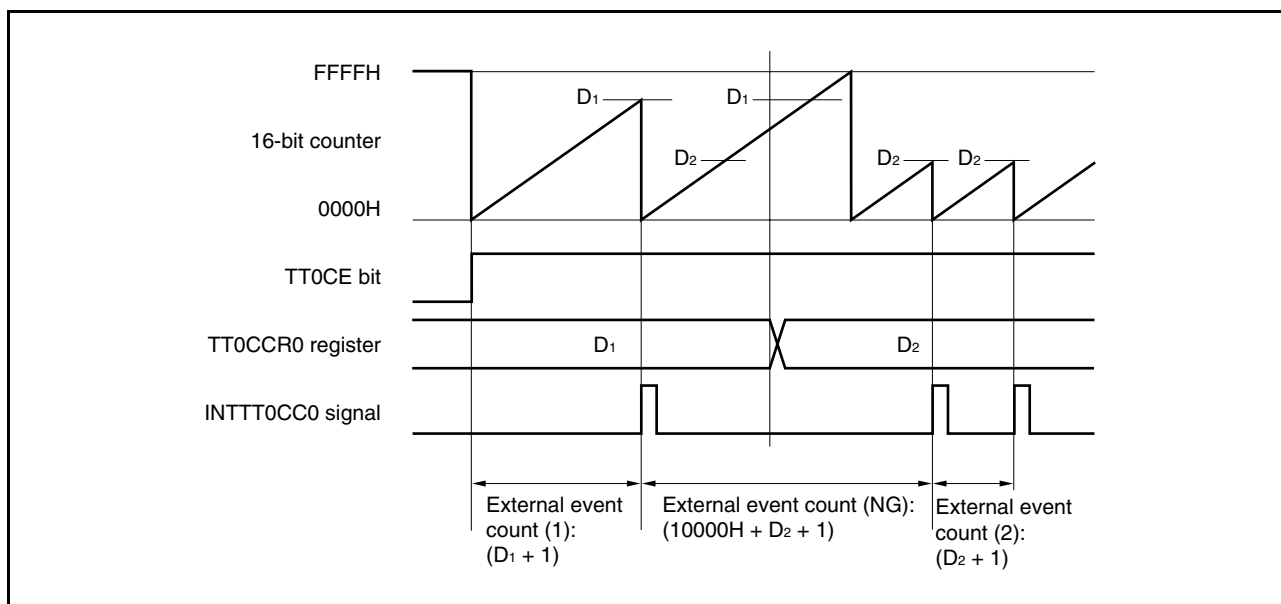 FFFFH
D1
D1
16-bit counter
D2
D2
D2
0000H
TT0CE bit
TT0CCR0 register
D1
D2
INTTT0CC0 signal
External event
count (1):
(D1 + 1)
External event count (NG):
(10000H + D2 + 1)
External event
count (2):
(D2 + 1)